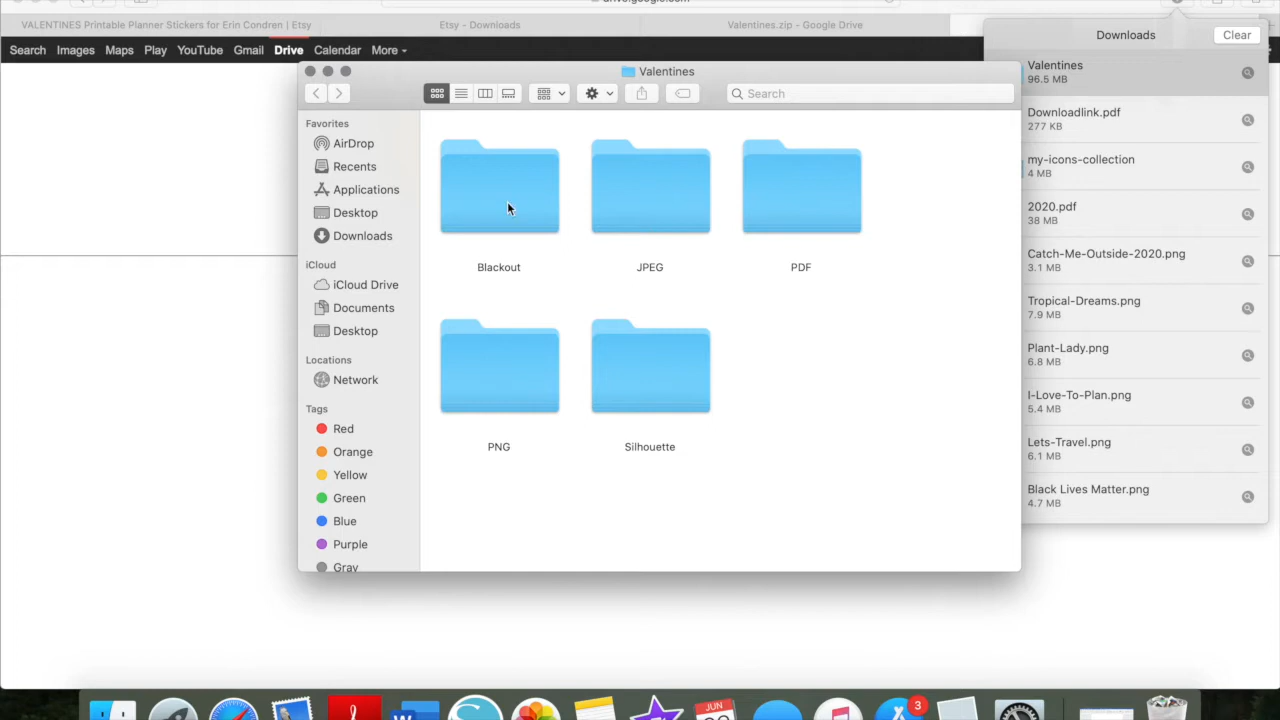 drive.google.com
VALENTINES Printable Planner Stickers for Erin Condren | Etsy
Etsy - Downloads
Valentines.zip - Google Drive
Search Images Maps Play YouTube Gmail Drive Calendar More
Downloads
Clear
Valentines
96.5 MB
Downloadlink.pdf
277 KB
my-icons-collection
4 MB
2020.pdf
38 MB
Catch-Me-Outside-2020.png
3.1 MB
Tropical-Dreams.png
7.9 MB
Plant-Lady.png
6.8 MB
I-Love-To-Plan.png
5.4 MB
Lets-Travel.png
6.1 MB
Black Lives Matter.png
4.7 MB
Valentines
Search
Favorites
AirDrop
Recents
Applications
Desktop
Downloads
iCloud
iCloud Drive
Documents
Desktop
Locations
Network
Tags
Red
Orange
Yellow
Green
Blue
Purple
Gray
Blackout
JPEG
PDF
PNG
Silhouette
W
JUN
3